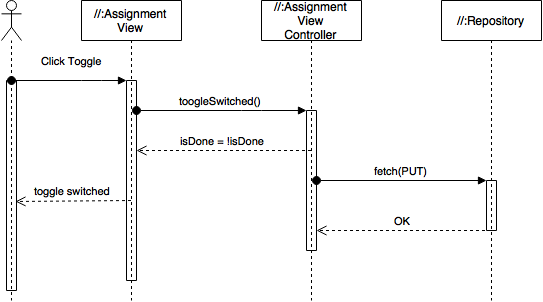 //:Assignment
View
//:Assignment
View
Controller
//:Repository
Click Toggle
toogleSwitched()
isDone = !isDone
fetch(PUT)
toggle switched
OK